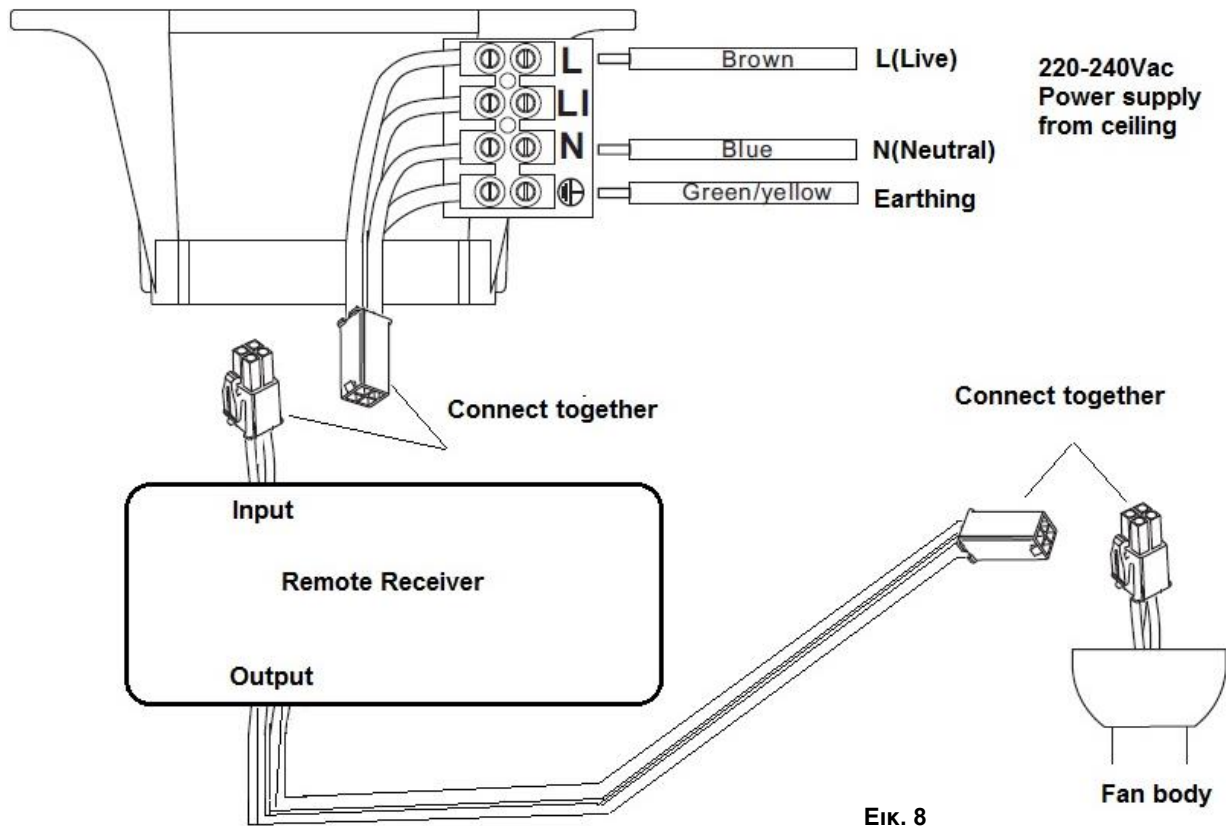 L
Brown
L(Live)
220-240Vac
Power supply
from ceiling
LI
N
Blue
N(Neutral)
Green/yellow
Earthing
Connect together
Connect together
Input
Remote Receiver
Output
Fan body
Εικ. 8